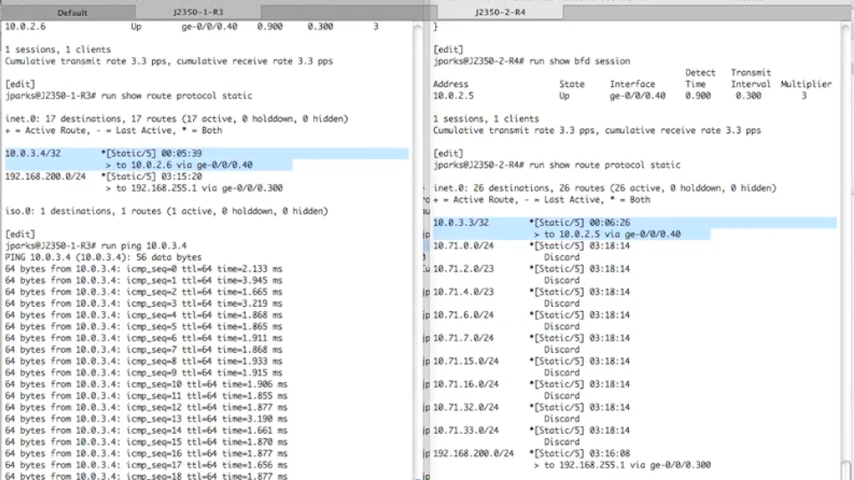 Default
J2350-1-R3
10.0.2.6 Up ge-0/0/0.40 0.900 0.300 3
1 sessions, 1 clients
Cumulative transmit rate 3.3 pps, cumulative receive rate 3.3 pps
[edit]
jparks@J2350-1-R3# run show route protocol static
inet.0: 17 destinations, 17 routes (17 active, 0 holddown, 0 hidden)
+ = Active Route, - = Last Active, * = Both
10.0.3.4/32 *[Static/5] 00:05:39
> to 10.0.2.6 via ge-0/0/0.40
192.168.200.0/24 *[Static/5] 03:15:20
> to 192.168.255.1 via ge-0/0/0.300
iso.0: 1 destinations, 1 routes (1 active, 0 holddown, 0 hidden)
[edit]
jparks@J2350-1-R3# run ping 10.0.3.4
PING 10.0.3.4 (10.0.3.4): 56 data bytes
64 bytes from 10.0.3.4: icmp_seq=0 ttl=64 time=2.133 ms
64 bytes from 10.0.3.4: icmp_seq=1 ttl=64 time=3.945 ms
64 bytes from 10.0.3.4: icmp_seq=2 ttl=64 time=1.665 ms
64 bytes from 10.0.3.4: icmp_seq=3 ttl=64 time=3.219 ms
64 bytes from 10.0.3.4: icmp_seq=4 ttl=64 time=1.868 ms
64 bytes from 10.0.3.4: icmp_seq=5 ttl=64 time=1.865 ms
64 bytes from 10.0.3.4: icmp_seq=6 ttl=64 time=1.911 ms
64 bytes from 10.0.3.4: icmp_seq=7 ttl=64 time=1.868 ms
64 bytes from 10.0.3.4: icmp_seq=8 ttl=64 time=1.933 ms
64 bytes from 10.0.3.4: icmp_seq=9 ttl=64 time=1.915 ms
64 bytes from 10.0.3.4: icmp_seq=10 ttl=64 time=1.906 ms
64 bytes from 10.0.3.4: icmp_seq=11 ttl=64 time=1.855 ms
64 bytes from 10.0.3.4: icmp_seq=12 ttl=64 time=1.877 ms
64 bytes from 10.0.3.4: icmp_seq=13 ttl=64 time=3.190 ms
64 bytes from 10.0.3.4: icmp_seq=14 ttl=64 time=1.661 ms
64 bytes from 10.0.3.4: icmp_seq=15 ttl=64 time=1.870 ms
64 bytes from 10.0.3.4: icmp_seq=16 ttl=64 time=1.877 ms
64 bytes from 10.0.3.4: icmp_seq=17 ttl=64 time=1.656 ms
64 bytes from 10.0.3.4: icmp_seq=18 ttl=64 time=1.877 ms
J2350-2-R4
}
[edit]
jparks@J2350-2-R4# run show bfd session
Detect Transmit
Address State Interface Time Interval Multiplier
10.0.2.5 Up ge-0/0/0.40 0.900 0.300 3
1 sessions, 1 clients
Cumulative transmit rate 3.3 pps, cumulative receive rate 3.3 pps
[edit]
jparks@J2350-2-R4# run show route protocol static
inet.0: 26 destinations, 26 routes (26 active, 0 holddown, 0 hidden)
+ = Active Route, - = Last Active, * = Both
10.0.3.3/32 *[Static/5] 00:06:26
> to 10.0.2.5 via ge-0/0/0.40
10.71.0.0/24 *[Static/5] 03:18:14
Discard
10.71.2.0/23 *[Static/5] 03:18:14
Discard
10.71.4.0/23 *[Static/5] 03:18:14
Discard
10.71.6.0/24 *[Static/5] 03:18:14
Discard
10.71.7.0/24 *[Static/5] 03:18:14
Discard
10.71.15.0/24 *[Static/5] 03:18:14
Discard
10.71.16.0/24 *[Static/5] 03:18:14
Discard
10.71.32.0/24 *[Static/5] 03:18:14
Discard
10.71.33.0/24 *[Static/5] 03:18:14
Discard
192.168.200.0/24 *[Static/5] 03:16:08
> to 192.168.255.1 via ge-0/0/0.300